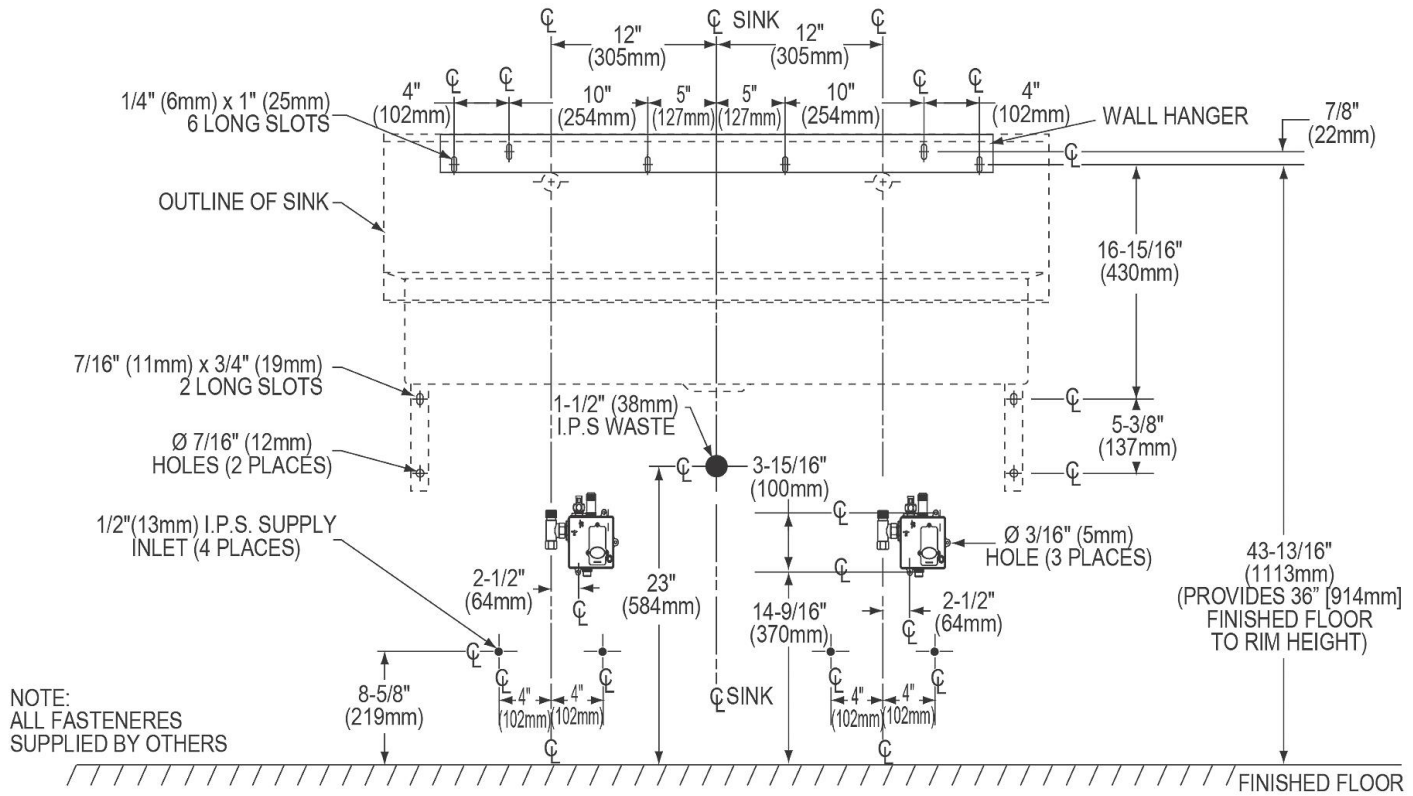 ℄
℄ SINK
℄
12"
(305mm)
12"
(305mm)
4"
(102mm)
℄
℄
10"
(254mm)
5"
(127mm)
5"
(127mm)
10"
(254mm)
℄
℄
4"
(102mm)
1/4" (6mm) x 1" (25mm)
6 LONG SLOTS
WALL HANGER
7/8"
(22mm)
℄
OUTLINE OF SINK
16-15/16"
(430mm)
7/16" (11mm) x 3/4" (19mm)
2 LONG SLOTS
℄
1-1/2" (38mm)
I.P.S WASTE
5-3/8"
(137mm)
Ø 7/16" (12mm)
HOLES (2 PLACES)
℄
℄
3-15/16"
(100mm)
1/2"(13mm) I.P.S. SUPPLY
INLET (4 PLACES)
℄
Ø 3/16" (5mm)
HOLE (3 PLACES)
℄
43-13/16"
(1113mm)
(PROVIDES 36” [914mm]
FINISHED FLOOR
TO RIM HEIGHT)
2-1/2"
(64mm)
℄
23"
(584mm)
14-9/16"
(370mm)
2-1/2"
(64mm)
℄
℄
℄
℄
℄
℄
8-5/8"
(219mm)
4"
(102mm)
4"
(102mm)
℄ SINK
4"
(102mm)
4"
(102mm)
NOTE:
ALL FASTENERES
SUPPLIED BY OTHERS
℄
℄
FINISHED FLOOR